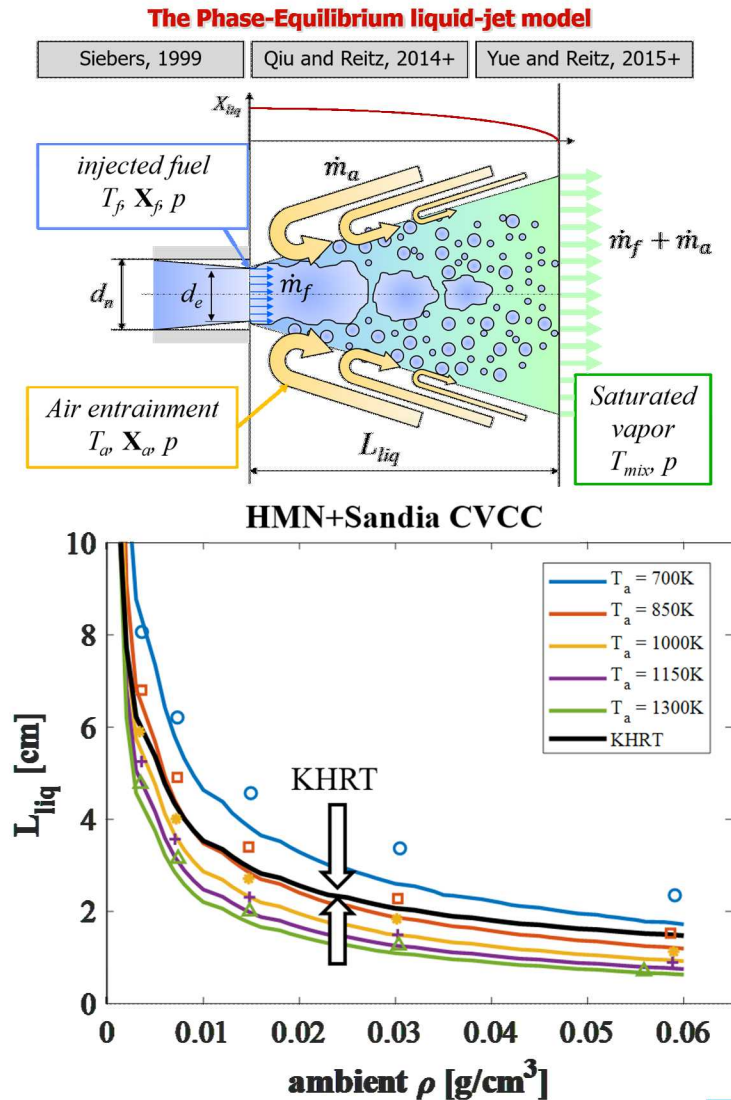 The Phase-Equilibrium liquid-jet model
Siebers, 1999
Qiu and Reitz, 2014+
Yue and Reitz, 2015+
X_liq
injected fuel
T_f, X_f, p
ṁ_a
ṁ_f + ṁ_a
d_n
d_e
ṁ_f
Air entrainment
T_a, X_a, p
L_liq
Saturated
vapor
T_mix, p
HMN+Sandia CVCC
10
8
6
4
2
0
L_liq [cm]
T_a = 700K
T_a = 850K
T_a = 1000K
T_a = 1150K
T_a = 1300K
KHRT
KHRT
0
0.01
0.02
0.03
0.04
0.05
0.06
ambient ρ [g/cm³]